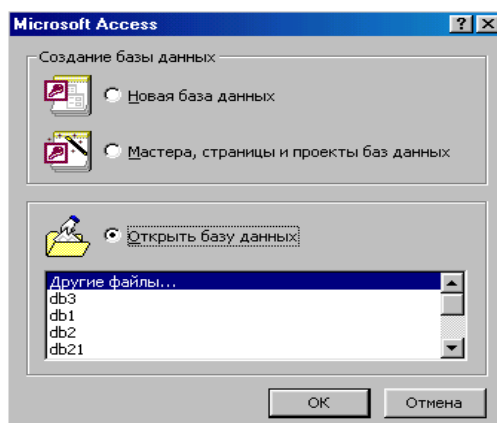 Microsoft Access
Создание базы данных
Новая база данных
Мастера, страницы и проекты баз данных
Открыть базу данных
Другие файлы...
db3
db1
db2
db21
ОК
Отмена